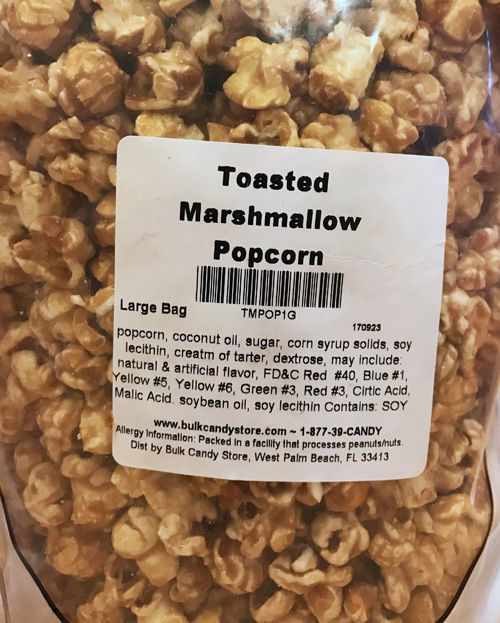 Toasted
Marshmallow
Popcorn
Large Bag
TMPOP1G
170923
popcorn, coconut oil, sugar, corn syrup solids, soy
lecithin, creatm of tarter, dextrose, may include:
natural & artificial flavor, FD&C Red #40, Blue #1,
Yellow #5, Yellow #6, Green #3, Red #3, Cirtic Acid,
Malic Acid. soybean oil, soy lecithin Contains: SOY
www.bulkcandystore.com ~ 1-877-39-CANDY
Allergy Information: Packed in a facility that processes peanuts/nuts.
Dist by Bulk Candy Store, West Palm Beach, FL 33413